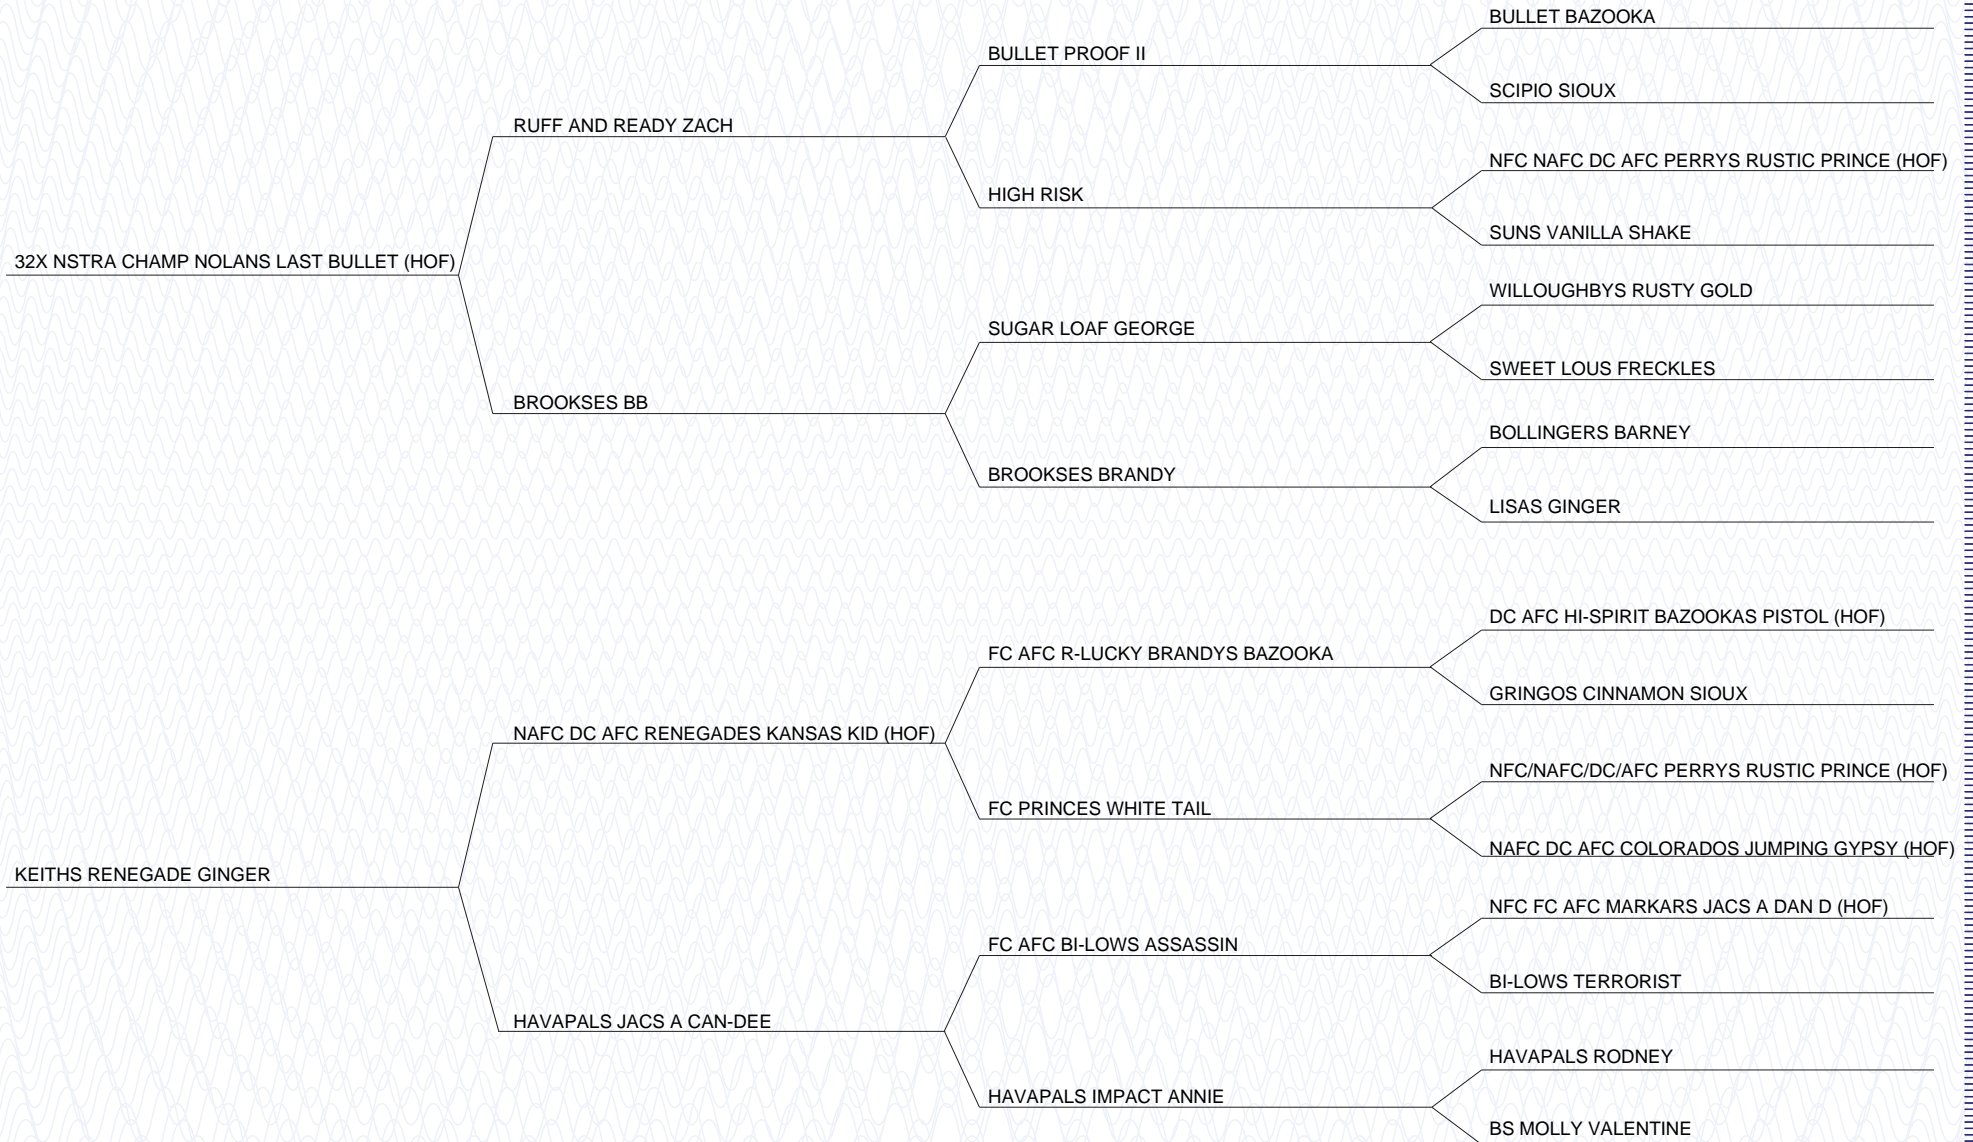 BULLET BAZOOKA
BULLET PROOF II
SCIPIO SIOUX
RUFF AND READY ZACH
NFC NAFC DC AFC PERRYS RUSTIC PRINCE (HOF)
HIGH RISK
SUNS VANILLA SHAKE
32X NSTRA CHAMP NOLANS LAST BULLET (HOF)
WILLOUGHBYS RUSTY GOLD
SUGAR LOAF GEORGE
SWEET LOUS FRECKLES
BROOKSES BB
BOLLINGERS BARNEY
BROOKSES BRANDY
LISAS GINGER
DC AFC HI-SPIRIT BAZOOKAS PISTOL (HOF)
FC AFC R-LUCKY BRANDYS BAZOOKA
GRINGOS CINNAMON SIOUX
NAFC DC AFC RENEGADES KANSAS KID (HOF)
NFC/NAFC/DC/AFC PERRYS RUSTIC PRINCE (HOF)
FC PRINCES WHITE TAIL
NAFC DC AFC COLORADOS JUMPING GYPSY (HOF)
KEITHS RENEGADE GINGER
NFC FC AFC MARKARS JACS A DAN D (HOF)
FC AFC BI-LOWS ASSASSIN
BI-LOWS TERRORIST
HAVAPALS JACS A CAN-DEE
HAVAPALS RODNEY
HAVAPALS IMPACT ANNIE
BS MOLLY VALENTINE